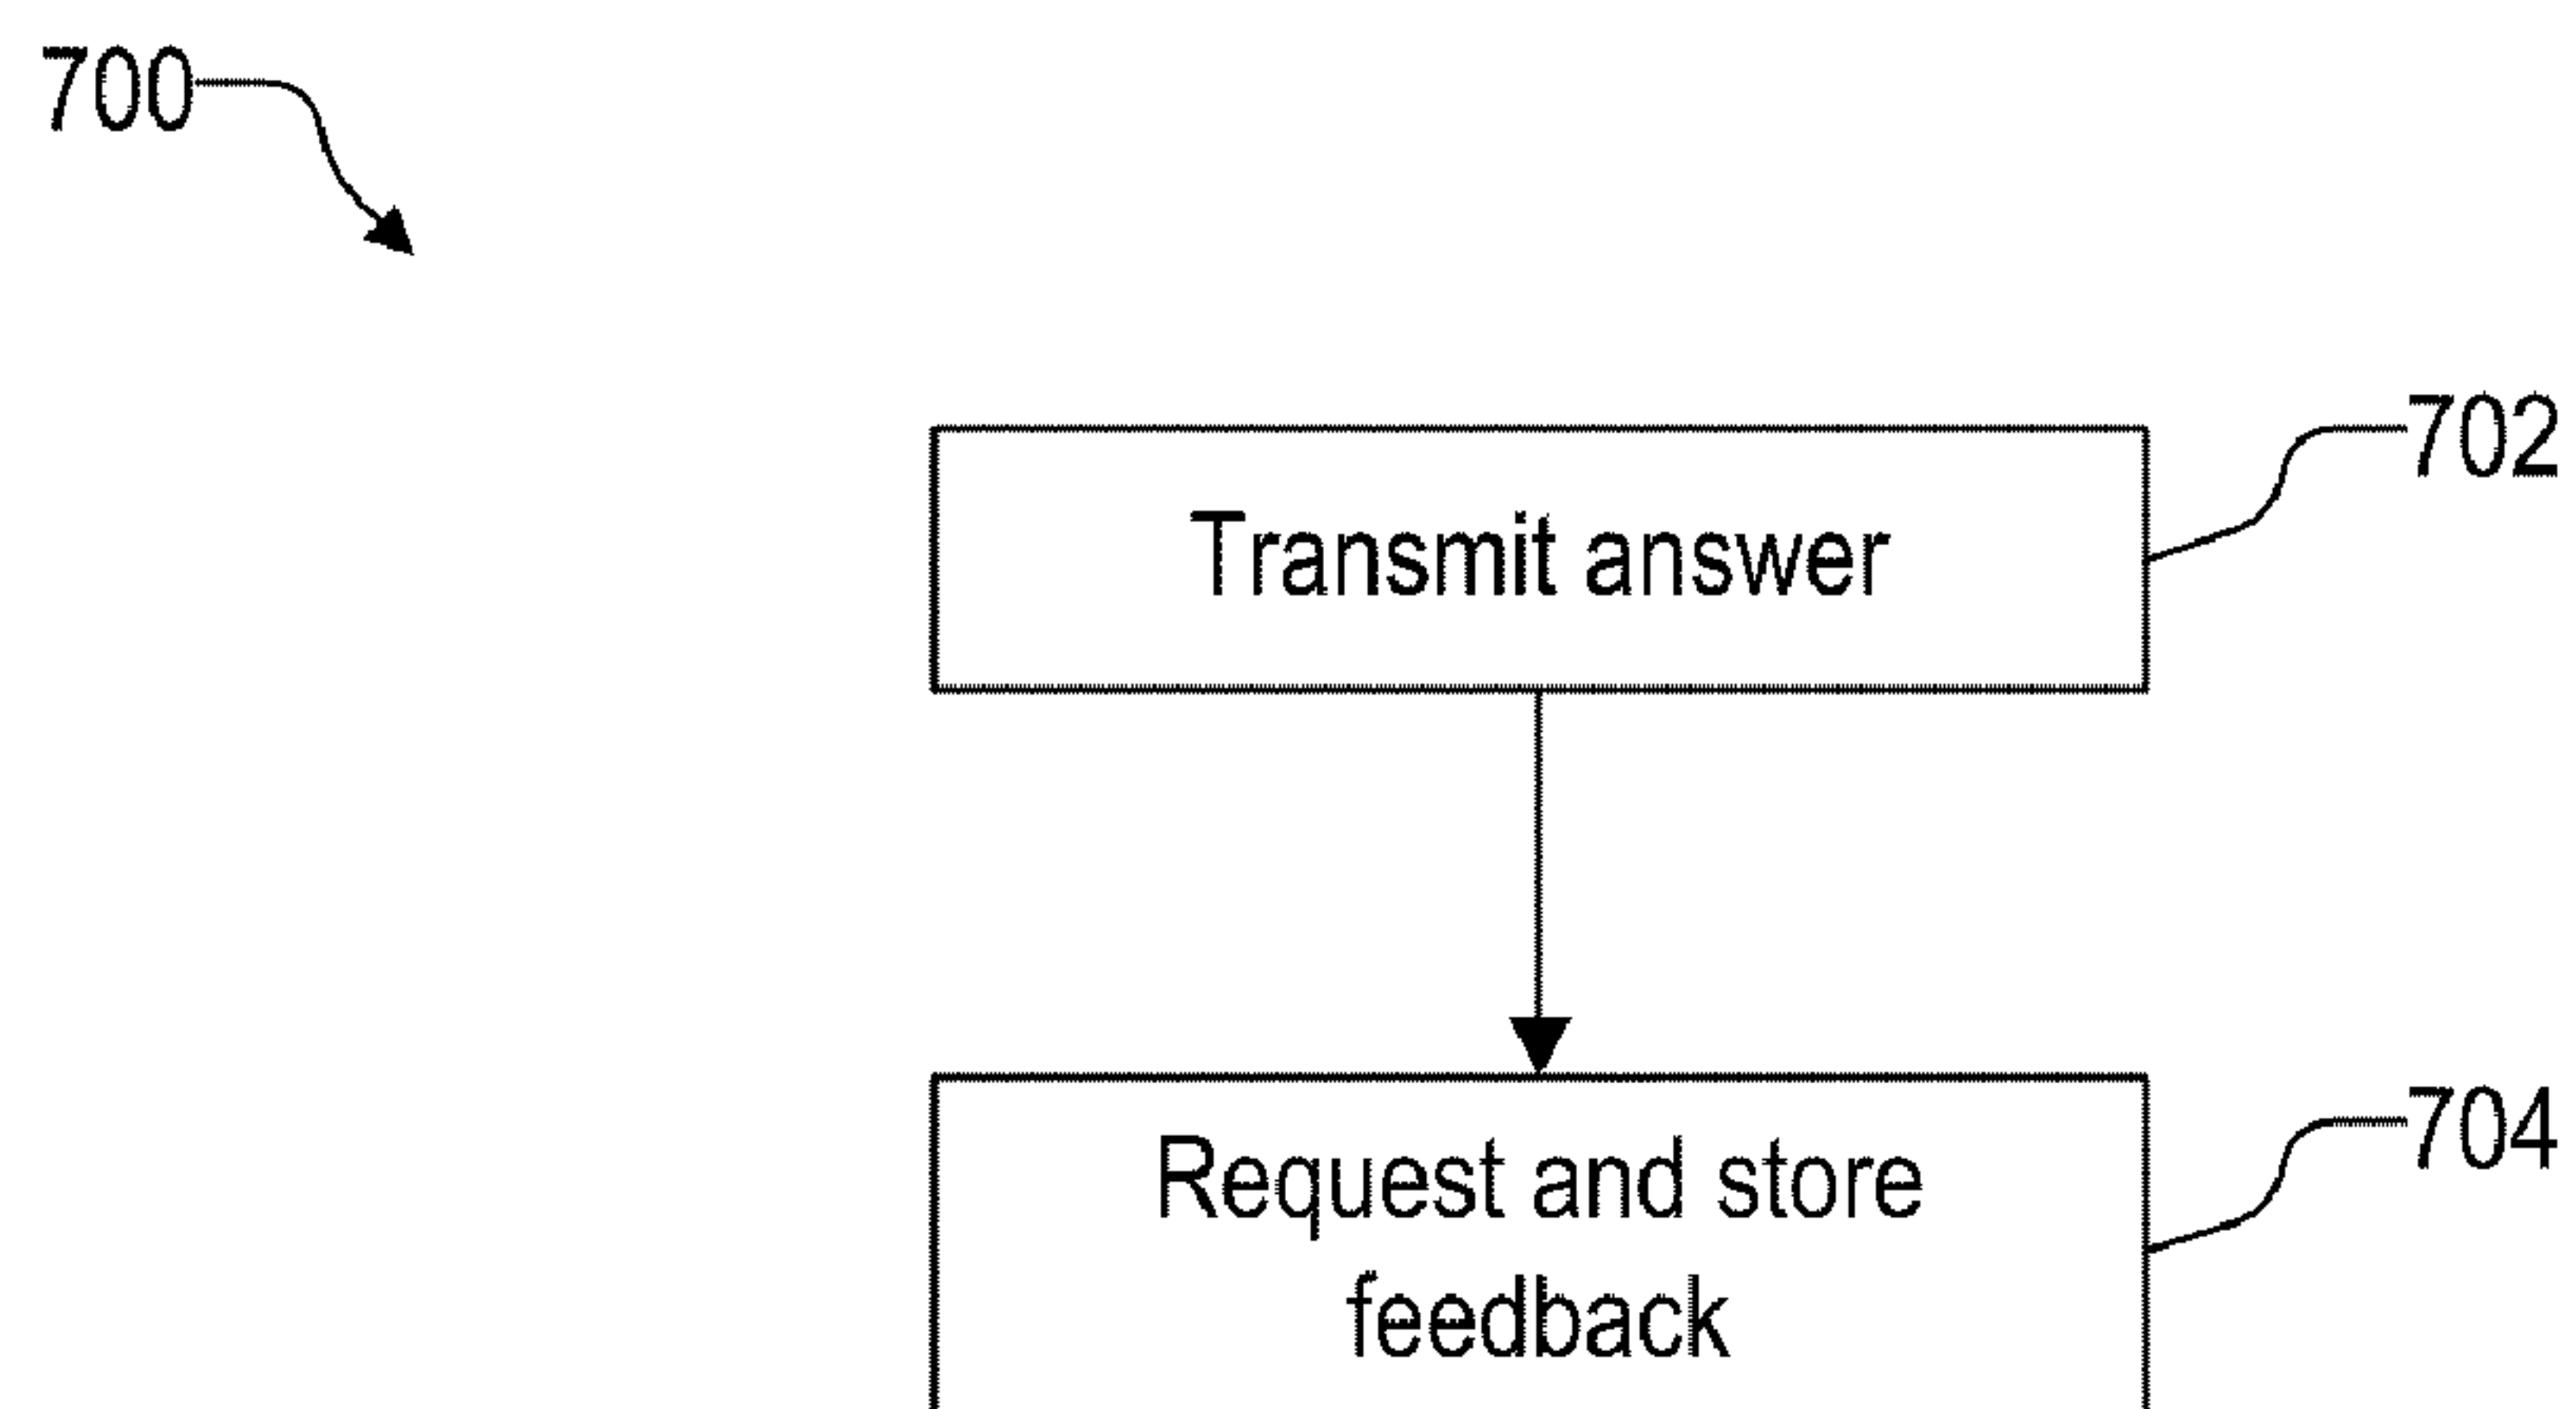 700
702
Transmit answer
704
Request and store
feedback